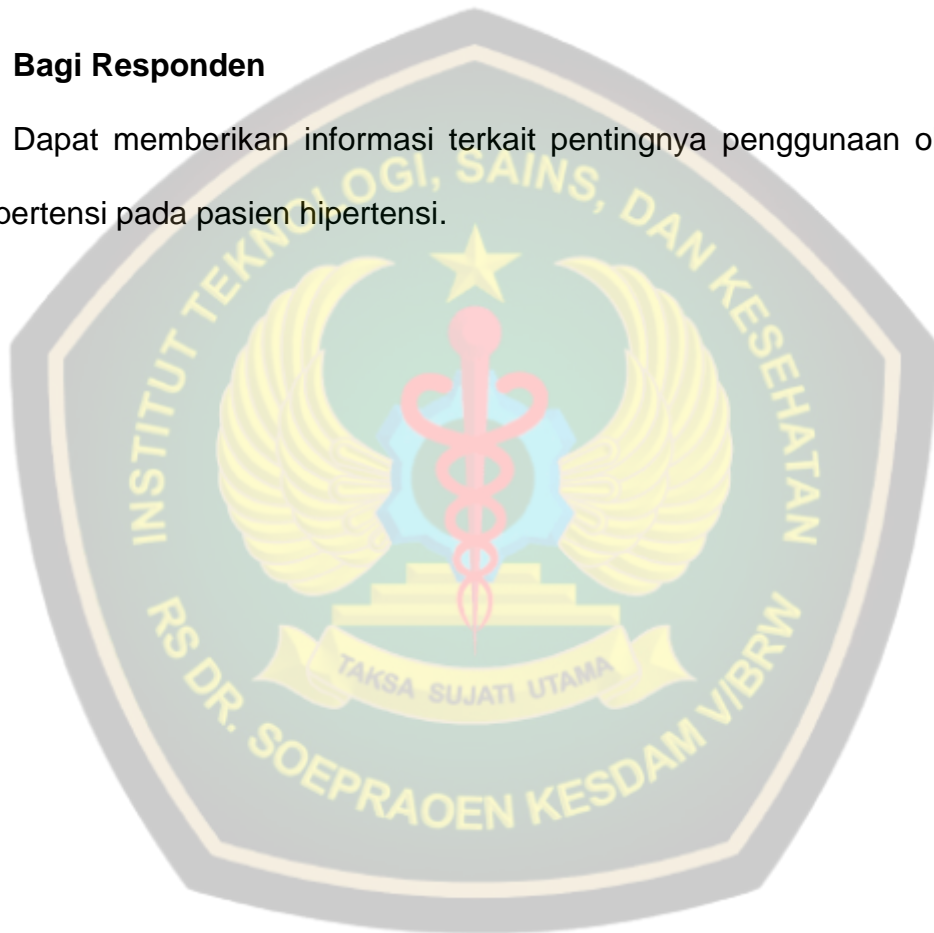 Bagi Responden
Dapat memberikan informasi terkait pentingnya penggunaan o
pertensi pada pasien hipertensi.
INSTITUT TEKNOLOGI, SAINS, DAN KESEHATAN
TAKSA SUJATI UTAMA
RS DR. SOEPRAOEN KESDAM V/BRW